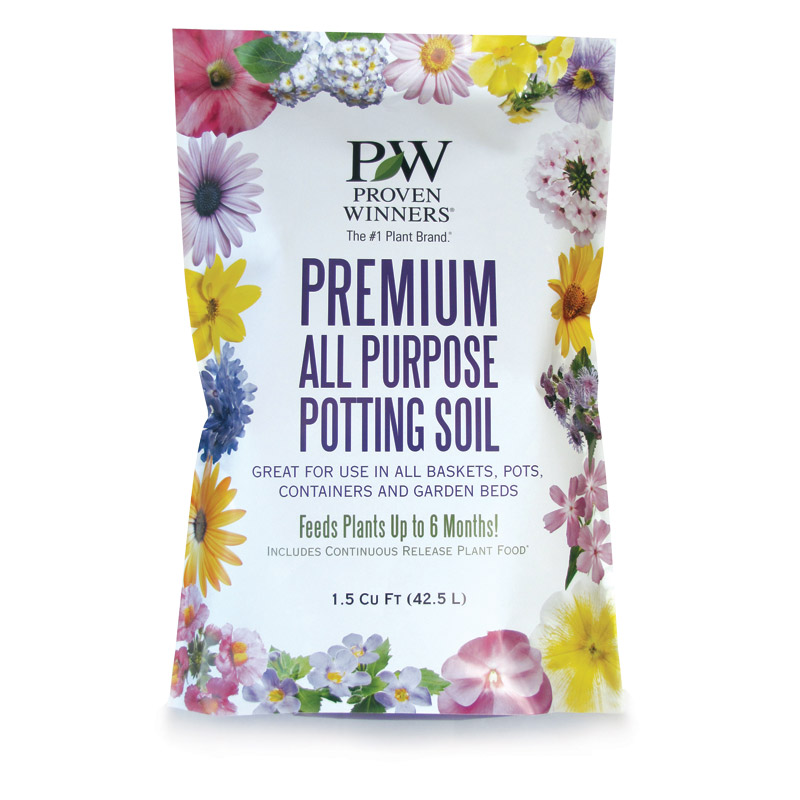 PW
PROVEN
WINNERS®
The #1 Plant Brand.®
PREMIUM
ALL PURPOSE
POTTING SOIL
GREAT FOR USE IN ALL BASKETS, POTS,
CONTAINERS AND GARDEN BEDS
Feeds Plants Up to 6 Months!
INCLUDES CONTINUOUS RELEASE PLANT FOOD*
1.5 CU FT (42.5 L)